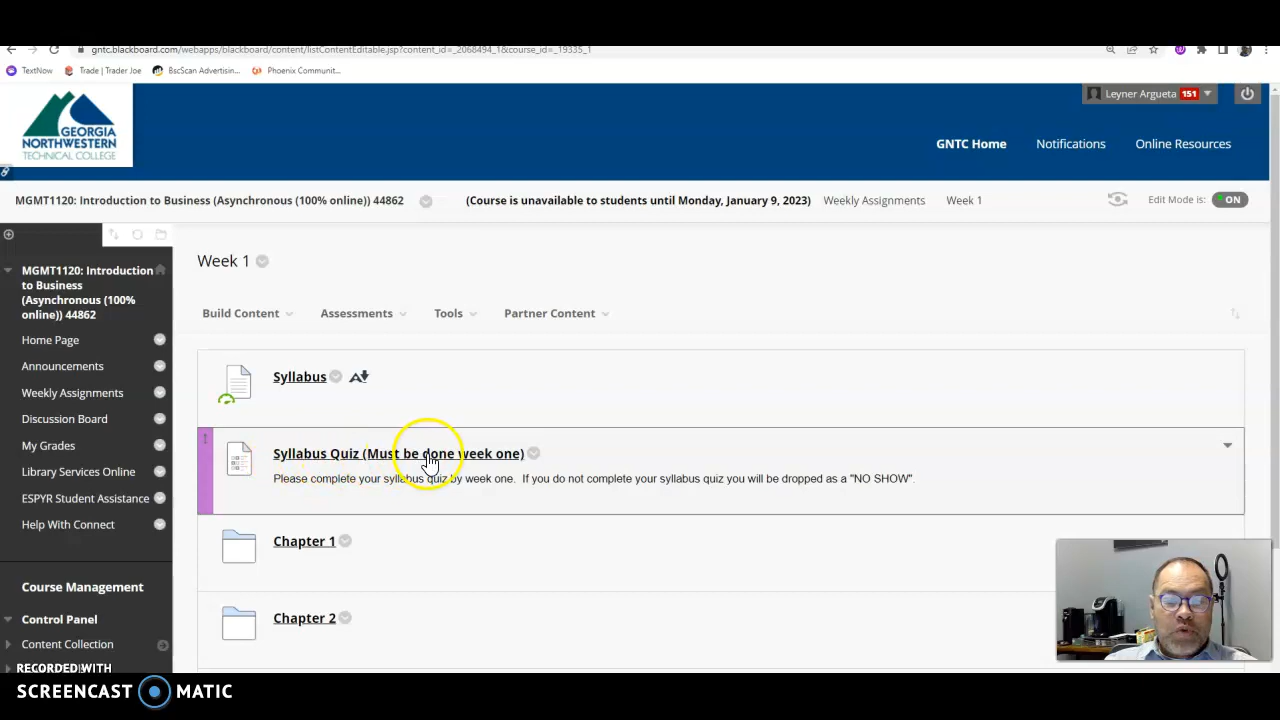 gntc.blackboard.com/webapps/blackboard/content/listContentEditable.jsp?content_id=_2068494_1&course_id=_19335_1
TextNow Trade | Trader Joe BscScan Advertisin... Phoenix Communit...
Leyner Argueta 151
GEORGIA
NORTHWESTERN
TECHNICAL COLLEGE
GNTC Home Notifications Online Resources
MGMT1120: Introduction to Business (Asynchronous (100% online)) 44862 (Course is unavailable to students until Monday, January 9, 2023) Weekly Assignments Week 1 Edit Mode is: ON
MGMT1120: Introduction
to Business
(Asynchronous (100%
online)) 44862
Home Page
Announcements
Weekly Assignments
Discussion Board
My Grades
Library Services Online
ESPYR Student Assistance
Help With Connect
Course Management
Control Panel
Content Collection
Week 1
Build Content Assessments Tools Partner Content
Syllabus
Syllabus Quiz (Must be done week one)
Please complete your syllabus quiz by week one. If you do not complete your syllabus quiz you will be dropped as a "NO SHOW".
Chapter 1
Chapter 2
RECORDED WITH
SCREENCAST MATIC